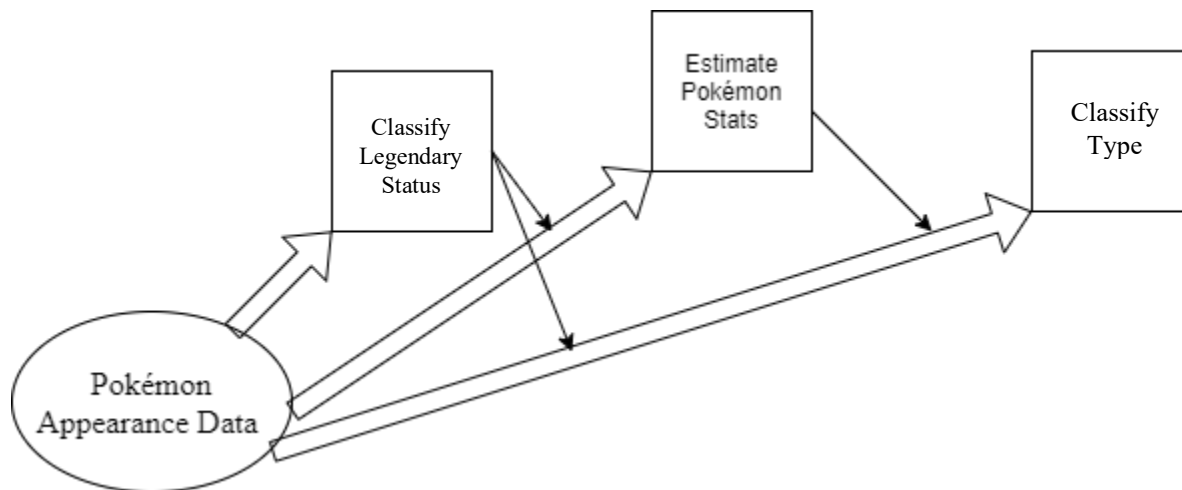 Classify
Legendary
Status
Estimate
Pokémon
Stats
Classify
Type
Pokémon
Appearance Data